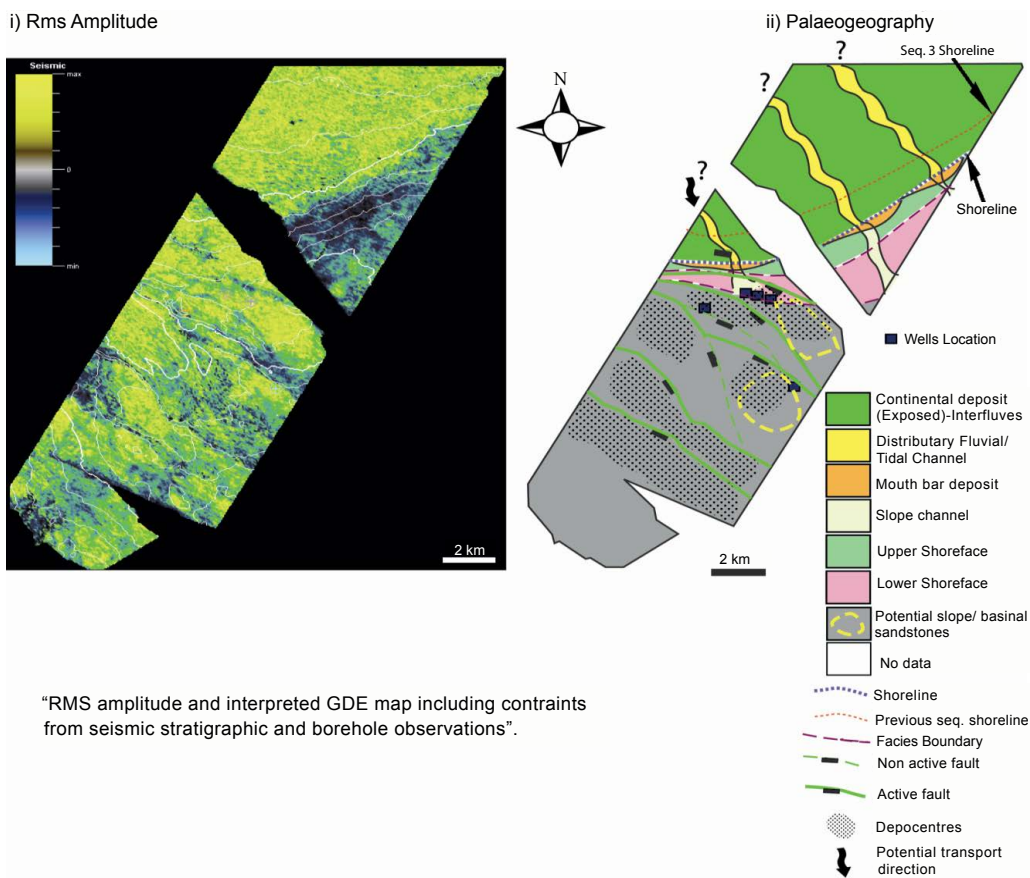 i) Rms Amplitude
ii) Palaeogeography
Seismic
max
0
min
2 km
N
?
?
?
Seq. 3 Shoreline
Shoreline
Wells Location
2 km
Continental deposit
(Exposed)-Interfluves
Distributary Fluvial/
Tidal Channel
Mouth bar deposit
Slope channel
Upper Shoreface
Lower Shoreface
Potential slope/ basinal
sandstones
No data
Shoreline
Previous seq. shoreline
Facies Boundary
Non active fault
Active fault
Depocentres
Potential transport
direction
“RMS amplitude and interpreted GDE map including contraints
from seismic stratigraphic and borehole observations”.